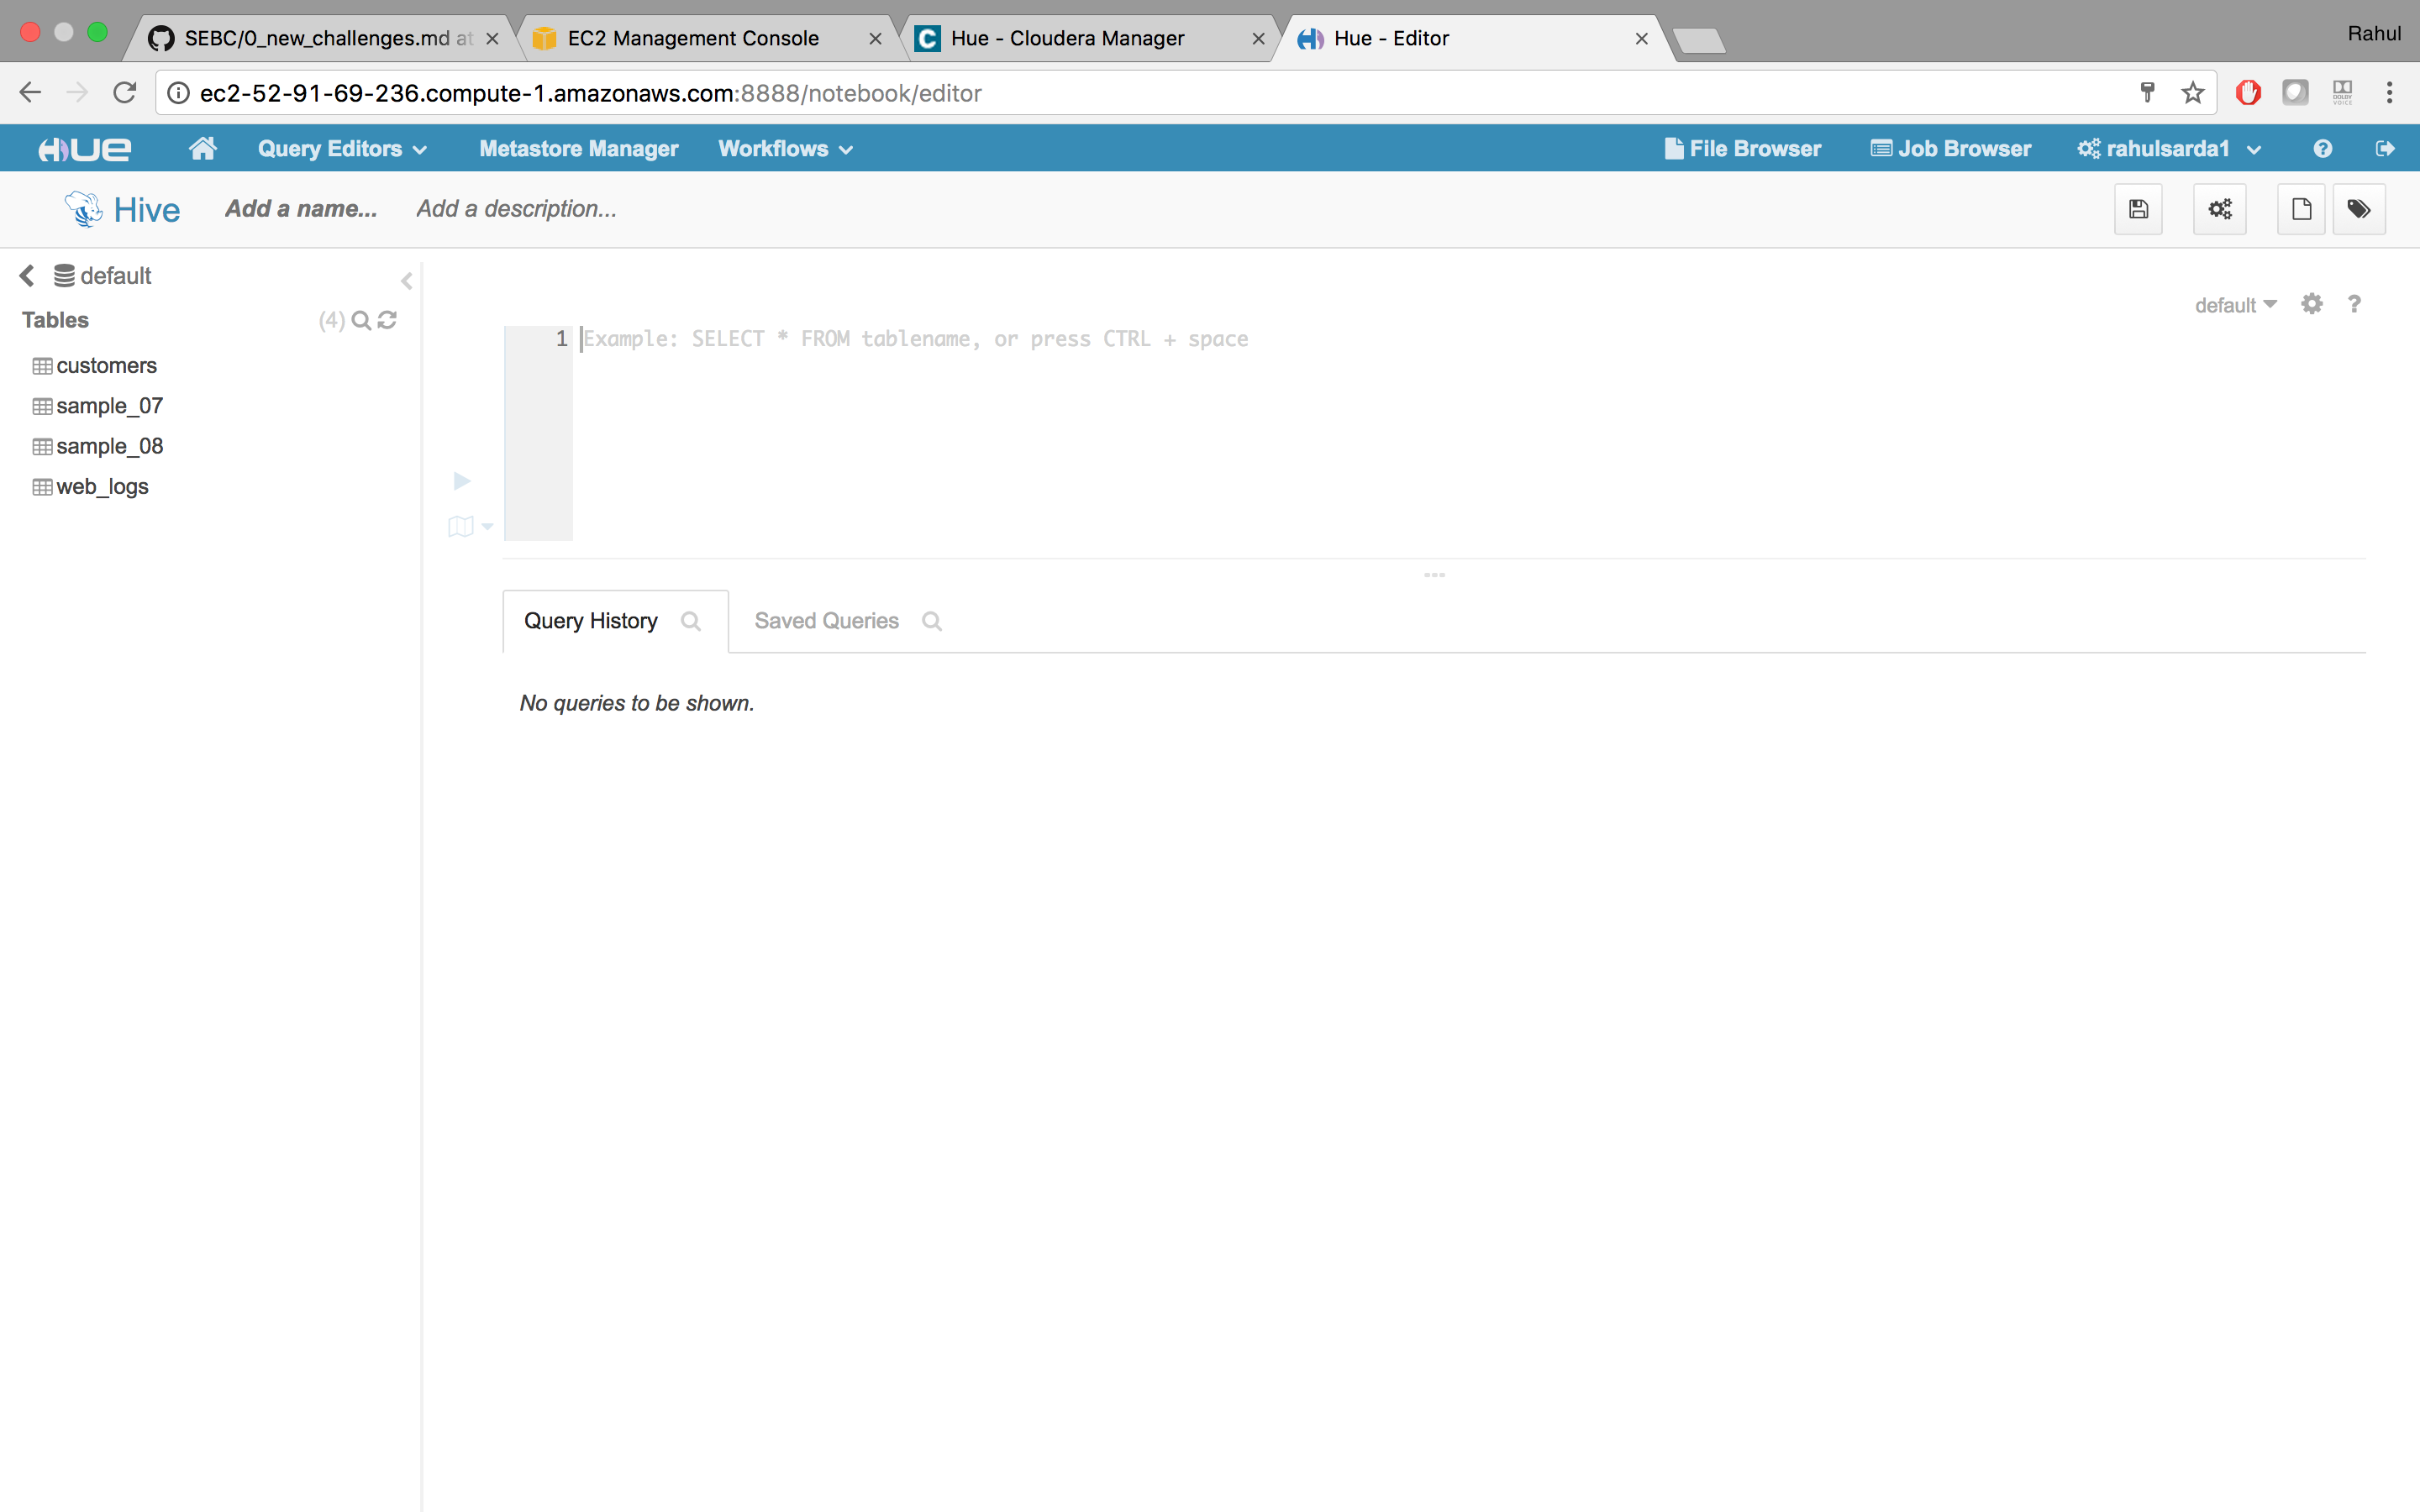 SEBC/0_new_challenges.md at
EC2 Management Console
Hue - Cloudera Manager
Hue - Editor
Rahul
ec2-52-91-69-236.compute-1.amazonaws.com:8888/notebook/editor
DOLBY VOICE
HUE
Query Editors
Metastore Manager
Workflows
File Browser
Job Browser
rahulsarda1
Hive
Add a name...
Add a description...
default
Tables
(4)
customers
sample_07
sample_08
web_logs
default
?
1
Example: SELECT * FROM tablename, or press CTRL + space
Query History
Saved Queries
No queries to be shown.